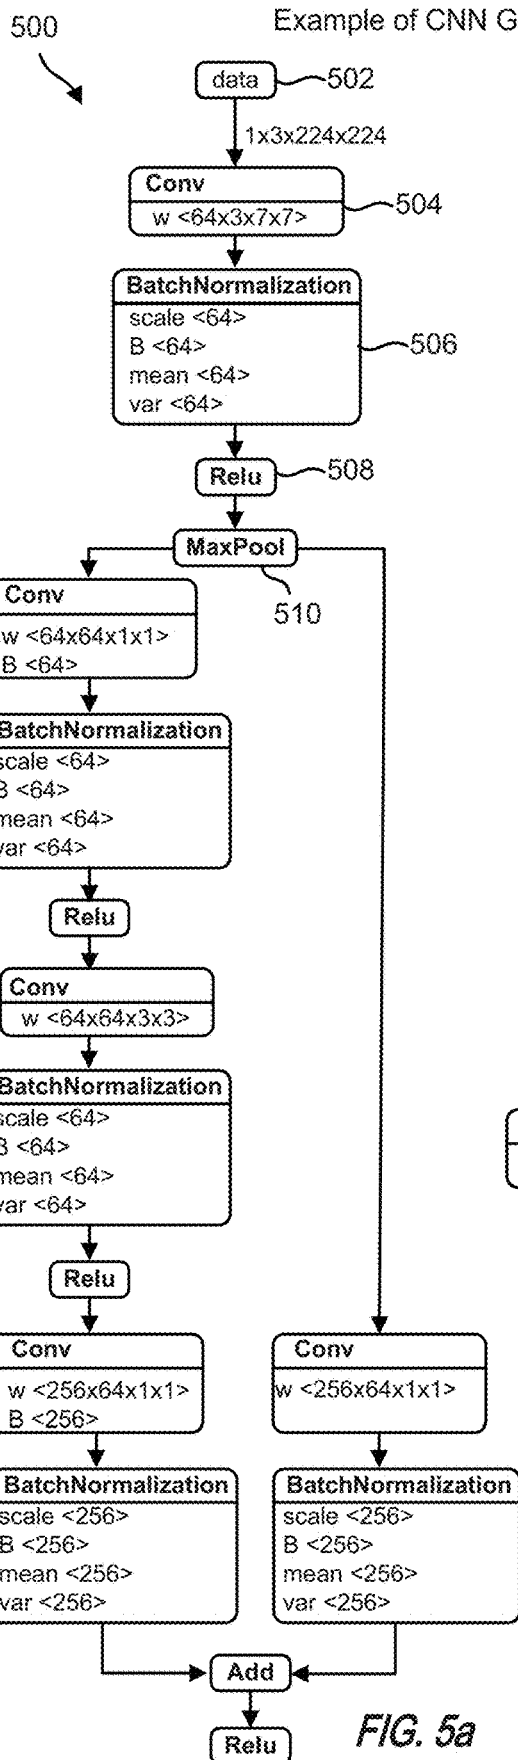 500
Example of CNN G
data
502
1x3x224x224
Conv
w <64x3x7x7>
504
BatchNormalization
scale <64>
B <64>
mean <64>
var <64>
506
Relu
508
MaxPool
510
Conv
w <64x64x1x1>
B <64>
BatchNormalization
scale <64>
B <64>
mean <64>
var <64>
Relu
Conv
w <64x64x3x3>
BatchNormalization
scale <64>
B <64>
mean <64>
var <64>
Relu
Conv
w <256x64x1x1>
B <256>
Conv
w <256x64x1x1>
BatchNormalization
scale <256>
B <256>
mean <256>
var <256>
BatchNormalization
scale <256>
B <256>
mean <256>
var <256>
Add
Relu
FIG. 5a